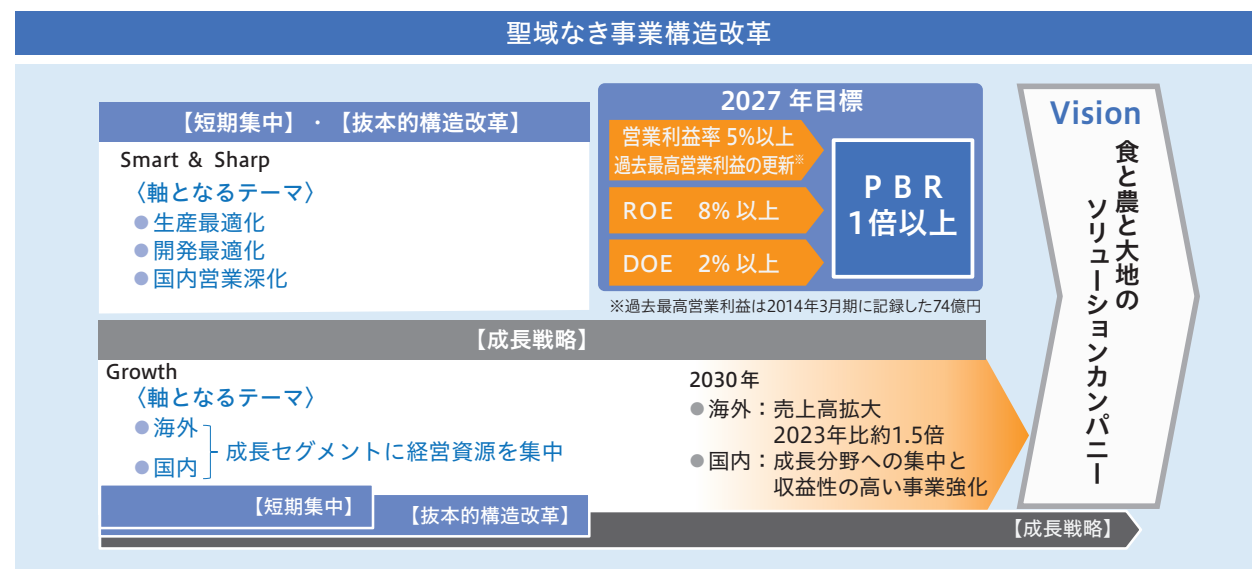 聖域なき事業構造改革
【短期集中】・【抜本的構造改革】
Smart & Sharp
〈軸となるテーマ〉
●生産最適化
●開発最適化
●国内営業深化
2027 年目標
営業利益率 5%以上
過去最高営業利益の更新※
ROE 8% 以上
DOE 2% 以上
PBR
1倍以上
※過去最高営業利益は2014年3月期に記録した74億円
【成長戦略】
Growth
〈軸となるテーマ〉
●海外
●国内
成長セグメントに経営資源を集中
2030年
●海外：売上高拡大
2023年比約1.5倍
●国内：成長分野への集中と
収益性の高い事業強化
【短期集中】
【抜本的構造改革】
【成長戦略】
Vision
食と農と大地の
ソリューションカンパニー